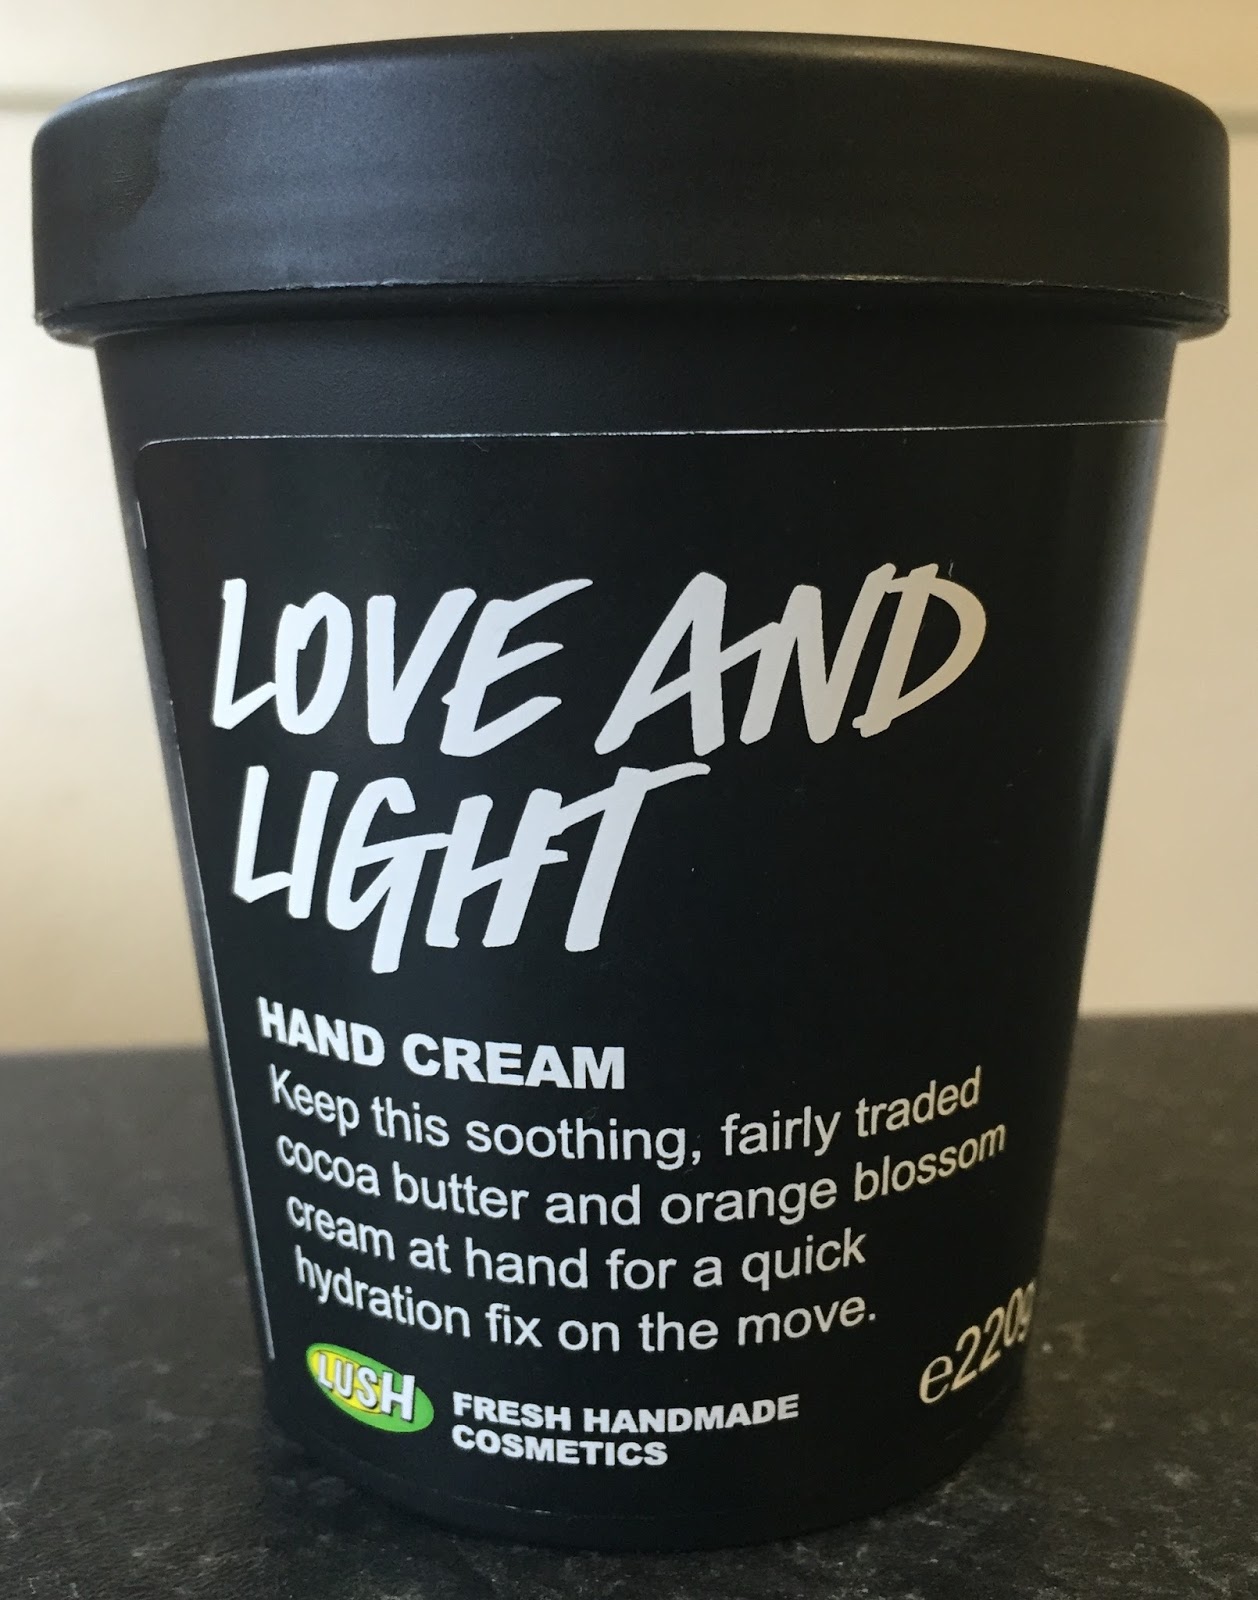 LOVE AND
LIGHT
HAND CREAM
Keep this soothing, fairly traded
cocoa butter and orange blossom
cream at hand for a quick
hydration fix on the move.
LUSH
FRESH HANDMADE
COSMETICS
℮220g